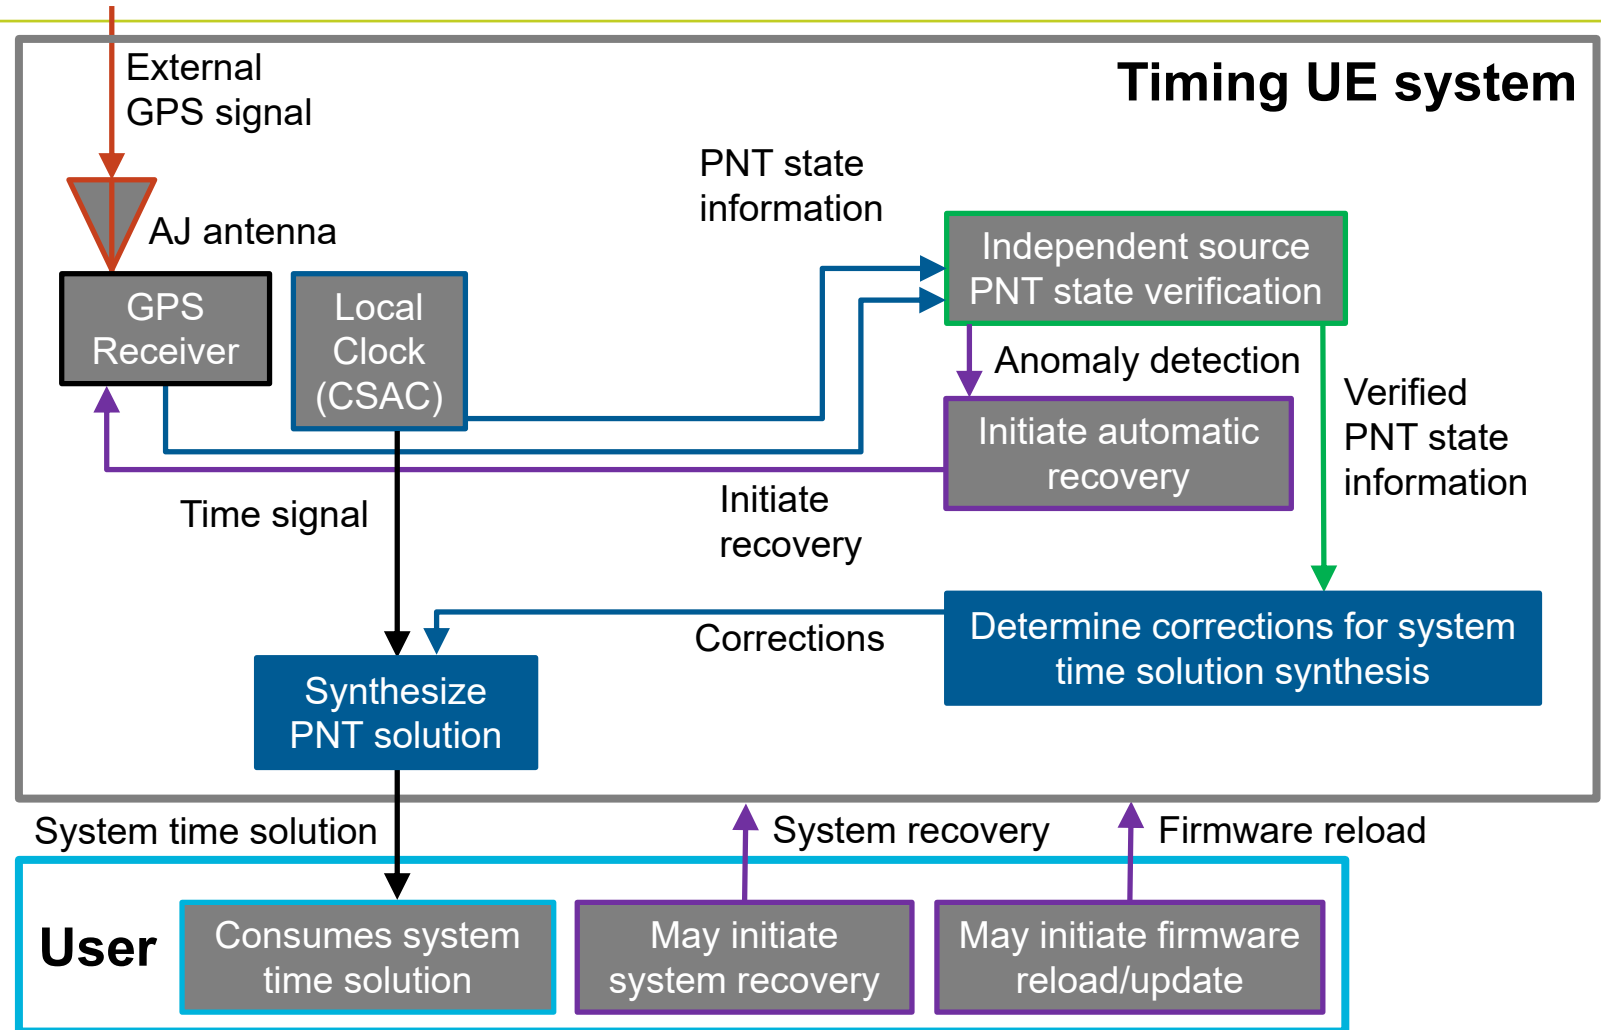 External
GPS signal
Timing UE system
PNT state
information
AJ antenna
Independent source
PNT state verification
GPS
Receiver
Local
Clock
(CSAC)
Anomaly detection
Verified
PNT state
information
Initiate automatic
recovery
Time signal
Initiate
recovery
Corrections
Determine corrections for system
time solution synthesis
Synthesize
PNT solution
System time solution
System recovery
Firmware reload
User
Consumes system
time solution
May initiate
system recovery
May initiate firmware
reload/update